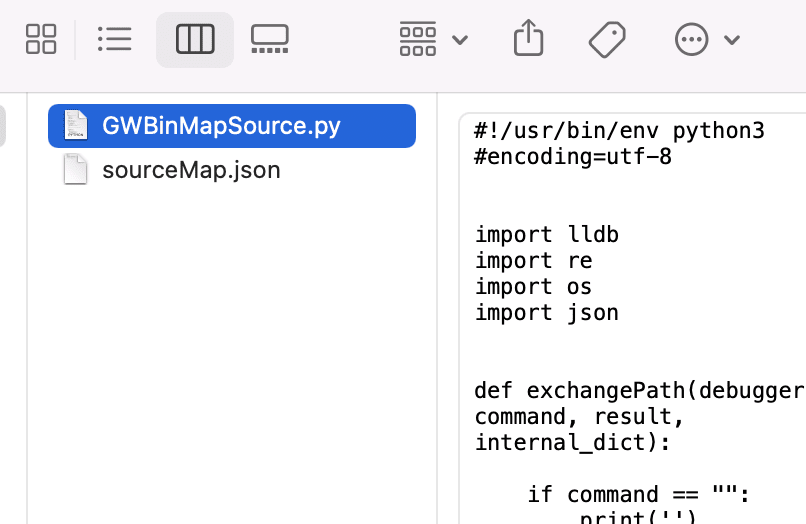 GWBinMapSource.py
sourceMap.json
#!/usr/bin/env python3
#encoding=utf-8
import lldb
import re
import os
import json
def exchangePath(debugger
command, result,
internal_dict):
if command == "":
print('')